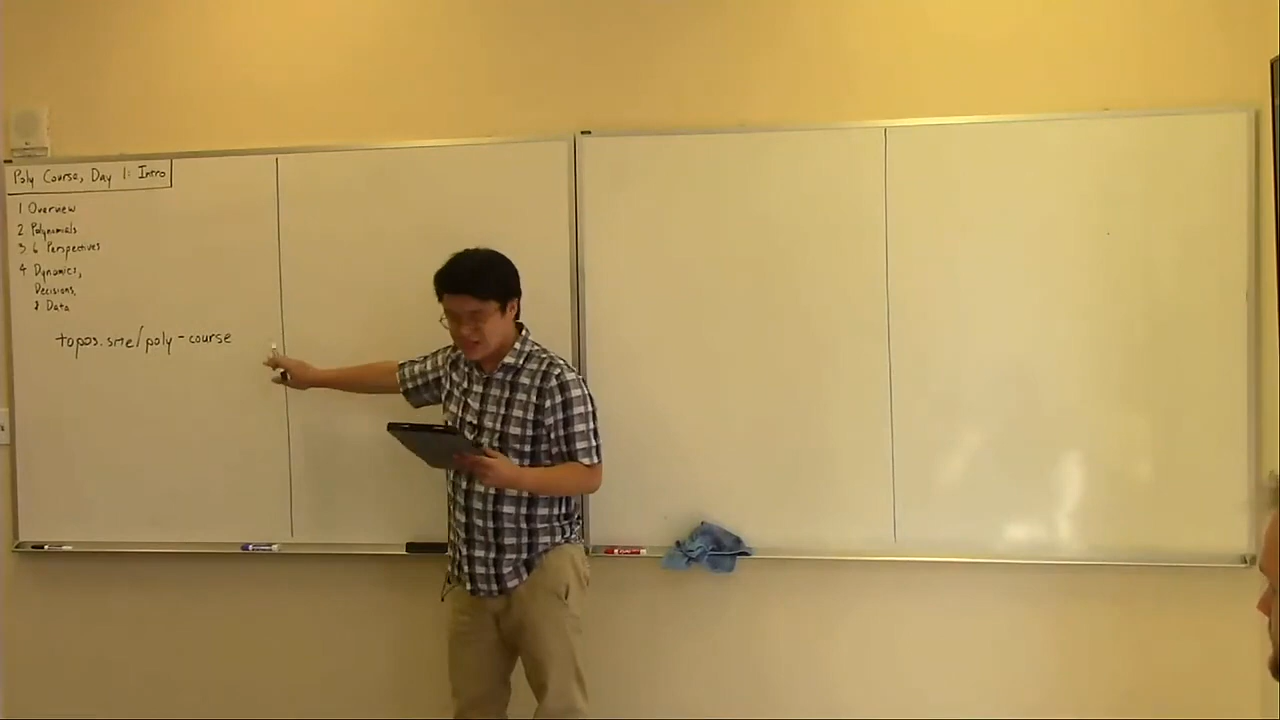 Poly Course, Day 1: Intro
1 Overview
2 Polynomials
3 6 Perspectives
4 Dynamics,
Decisions,
& Data
topos.site/poly-course